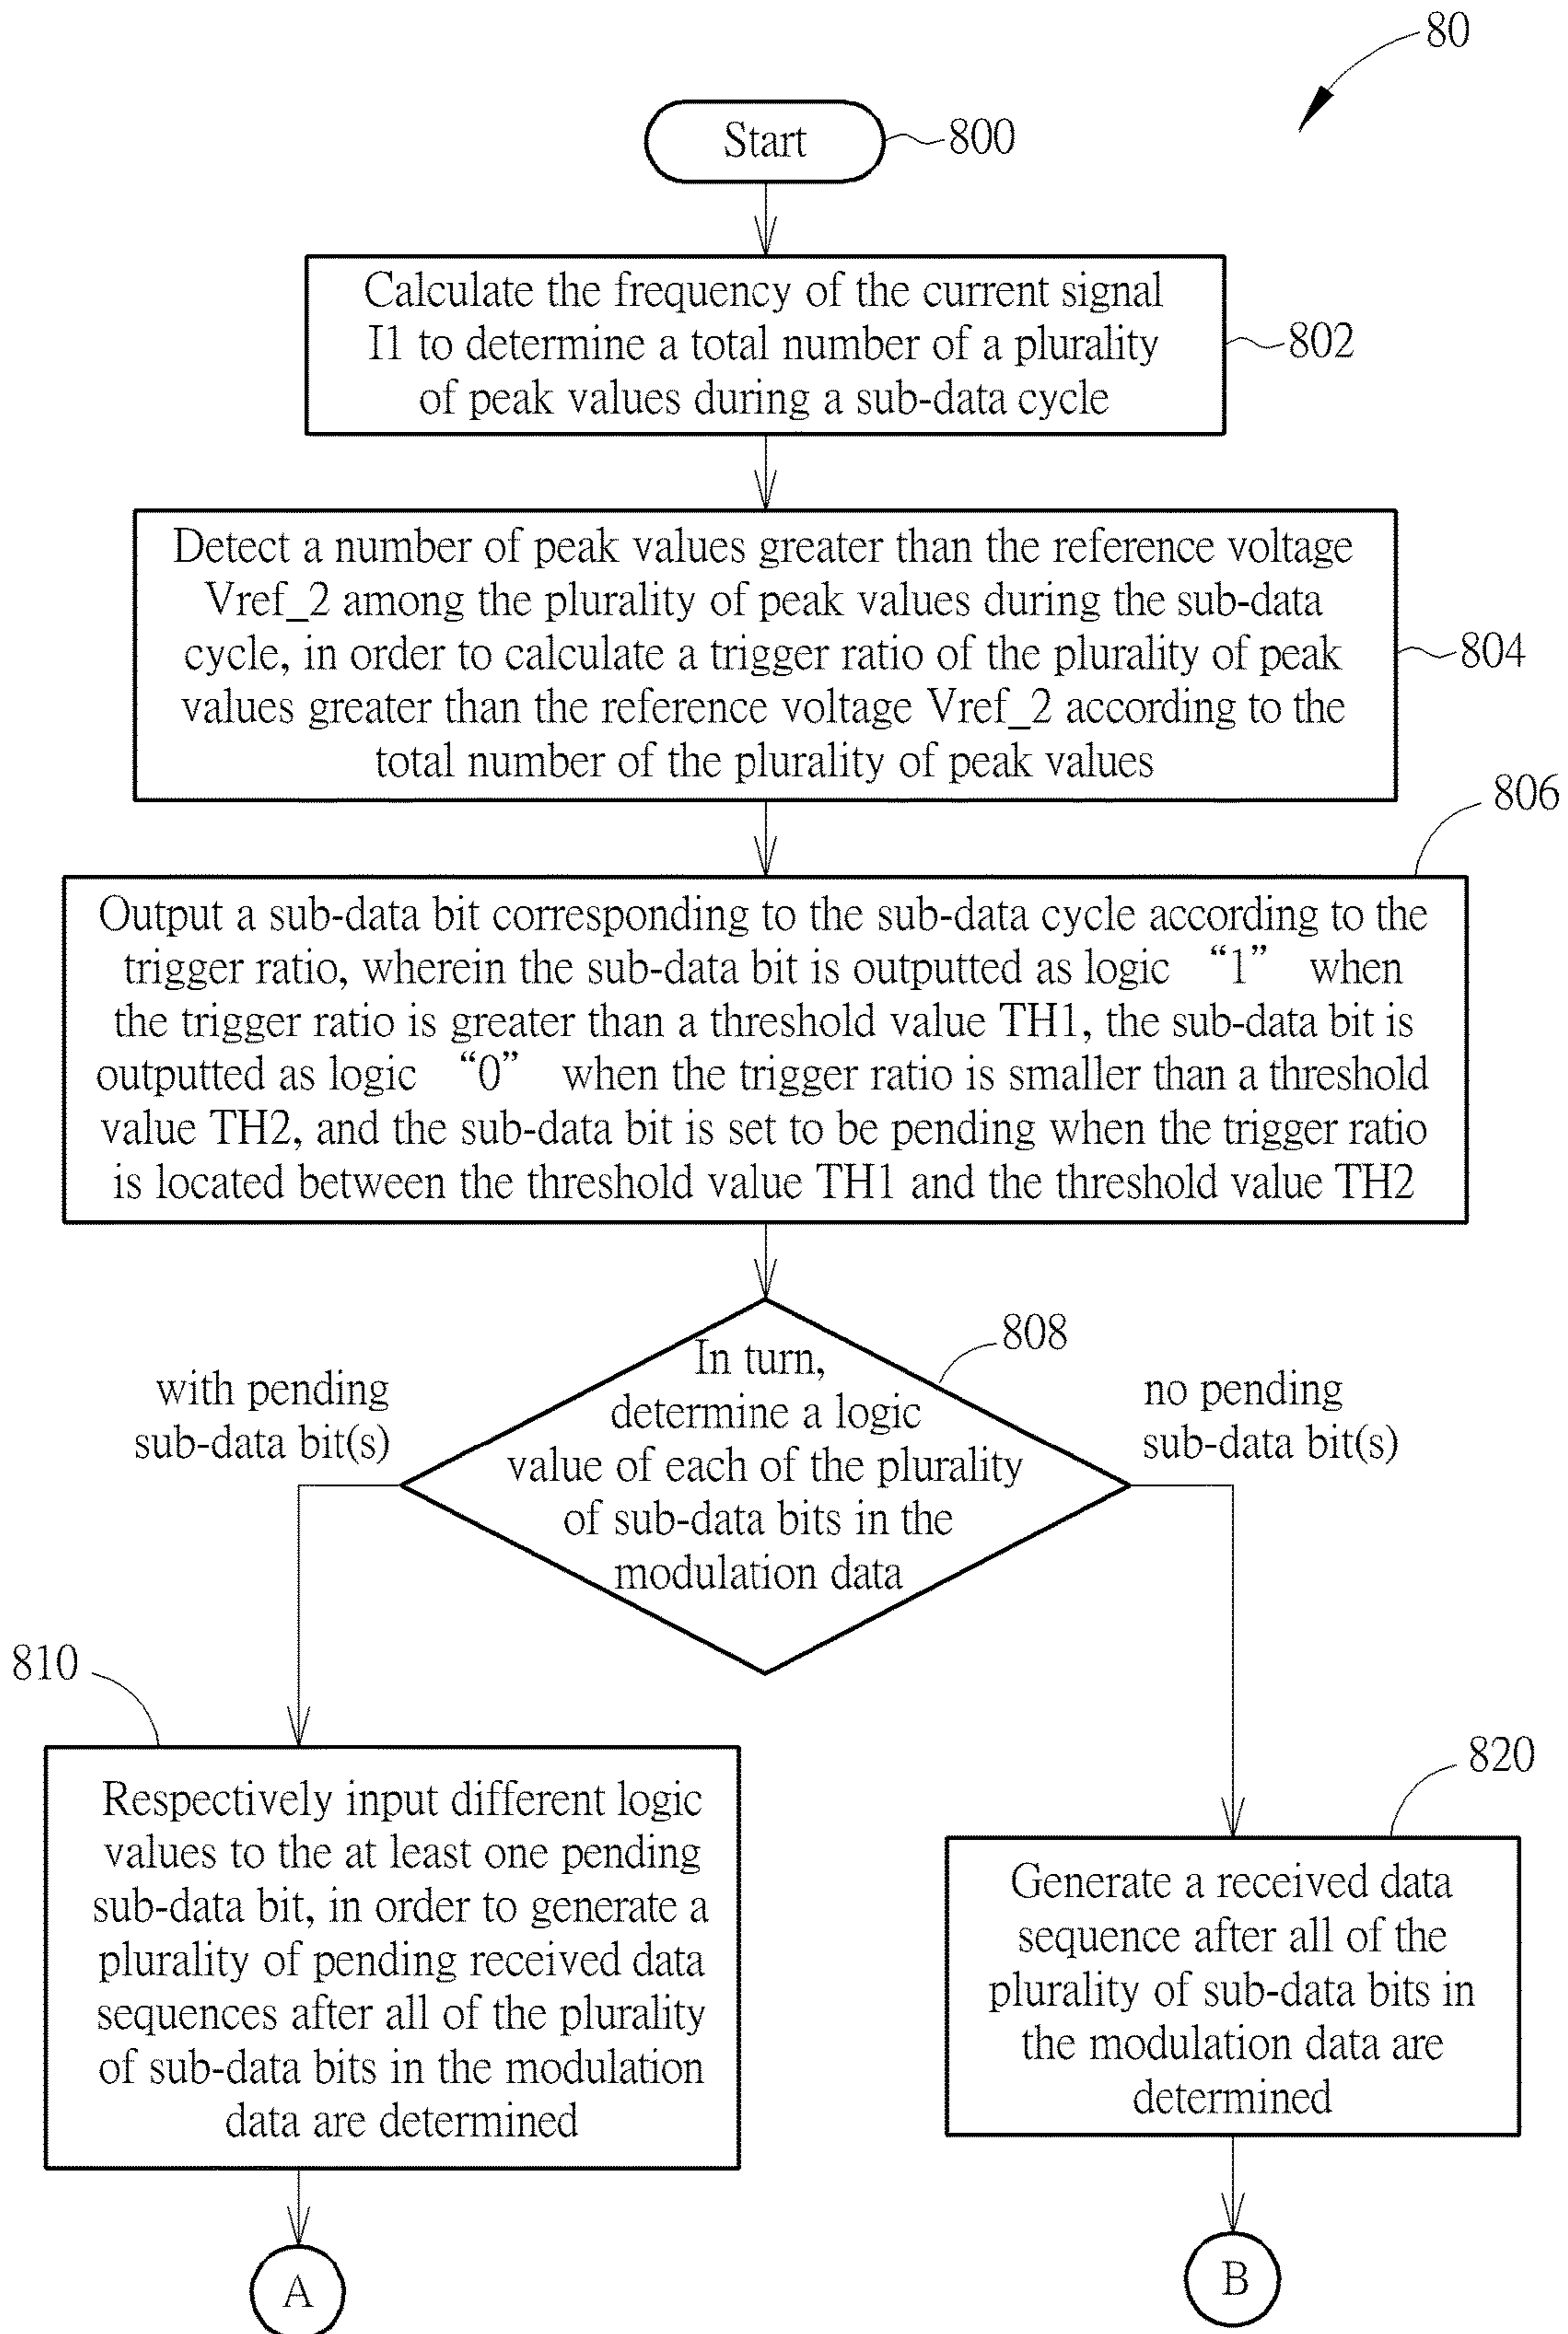 80
Start
800
Calculate the frequency of the current signal
I1 to determine a total number of a plurality
of peak values during a sub-data cycle
802
Detect a number of peak values greater than the reference voltage
Vref_2 among the plurality of peak values during the sub-data
cycle, in order to calculate a trigger ratio of the plurality of peak
values greater than the reference voltage Vref_2 according to the
total number of the plurality of peak values
804
806
Output a sub-data bit corresponding to the sub-data cycle according to the
trigger ratio, wherein the sub-data bit is outputted as logic “1” when
the trigger ratio is greater than a threshold value TH1, the sub-data bit is
outputted as logic “0” when the trigger ratio is smaller than a threshold
value TH2, and the sub-data bit is set to be pending when the trigger ratio
is located between the threshold value TH1 and the threshold value TH2
808
In turn,
determine a logic
value of each of the plurality
of sub-data bits in the
modulation data
with pending
sub-data bit(s)
no pending
sub-data bit(s)
810
Respectively input different logic
values to the at least one pending
sub-data bit, in order to generate a
plurality of pending received data
sequences after all of the plurality
of sub-data bits in the modulation
data are determined
820
Generate a received data
sequence after all of the
plurality of sub-data bits in
the modulation data are
determined
A
B